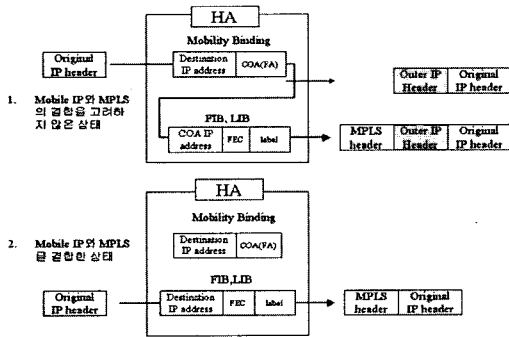 HA
Mobility Binding
Original
IP header
Destination
IP address
COA(FA)
Outer IP
Header
Original
IP header
1. Mobile IP와 MPLS
의 결합을 고려하
지 않은 상태
FIB, LIB
COA IP
address
FEC
label
MPLS
header
Outer IP
Header
Original
IP header
HA
Mobility Binding
2. Mobile IP와 MPLS
을 결합한 상태
Destination
IP address
COA(FA)
FIB,LIB
Original
IP header
Destination
IP address
FEC
label
MPLS
header
Original
IP header